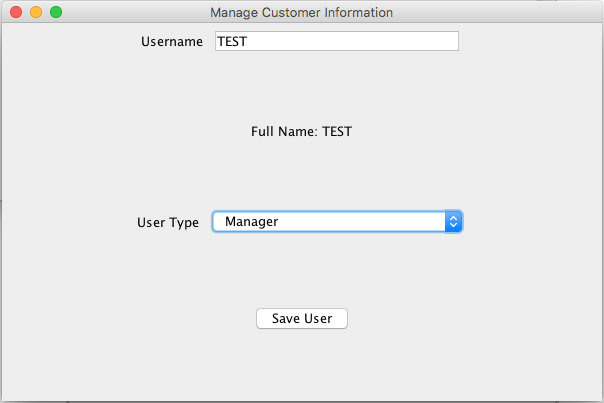 Manage Customer Information
Username TEST
Full Name: TEST
User Type Manager
Save User